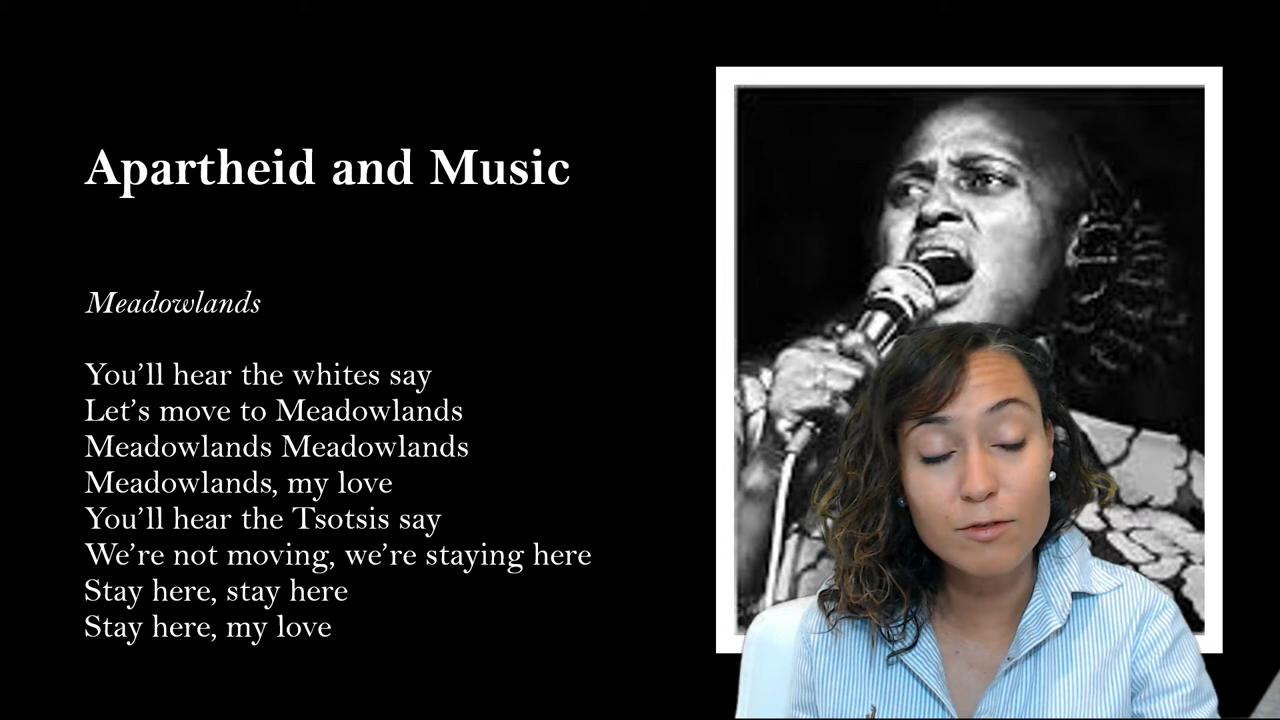 Apartheid and Music
Meadowlands
You’ll hear the whites say
Let’s move to Meadowlands
Meadowlands Meadowlands
Meadowlands, my love
You’ll hear the Tsotsis say
We’re not moving, we’re staying here
Stay here, stay here
Stay here, my love